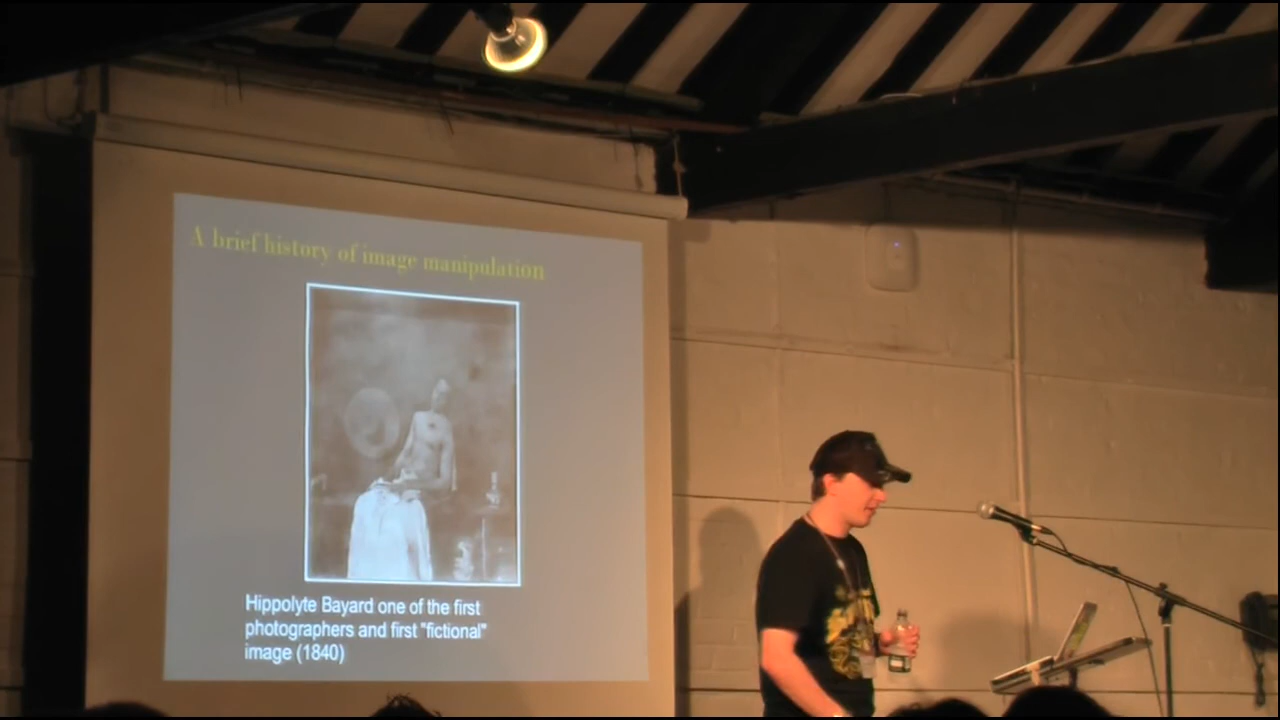 A brief history of image manipulation
Hippolyte Bayard one of the first
photographers and first "fictional"
image (1840)